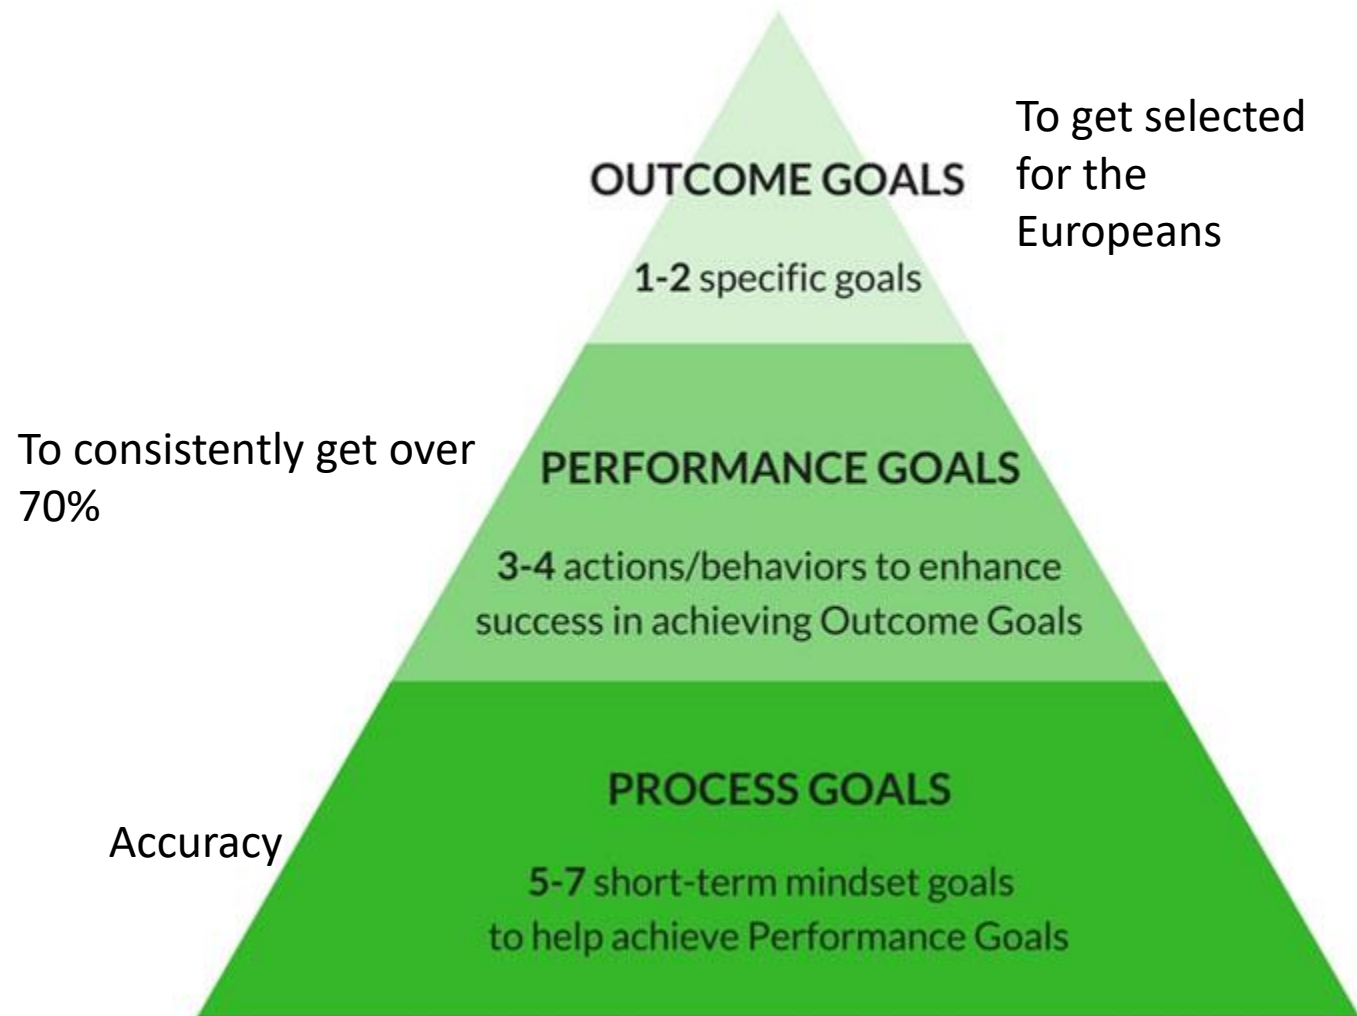 To get selected
for the
Europeans
OUTCOME GOALS
1-2 specific goals
To consistently get over
70%
PERFORMANCE GOALS
3-4 actions/behaviors to enhance
success in achieving Outcome Goals
PROCESS GOALS
Accuracy
5-7 short-term mindset goals
to help achieve Performance Goals